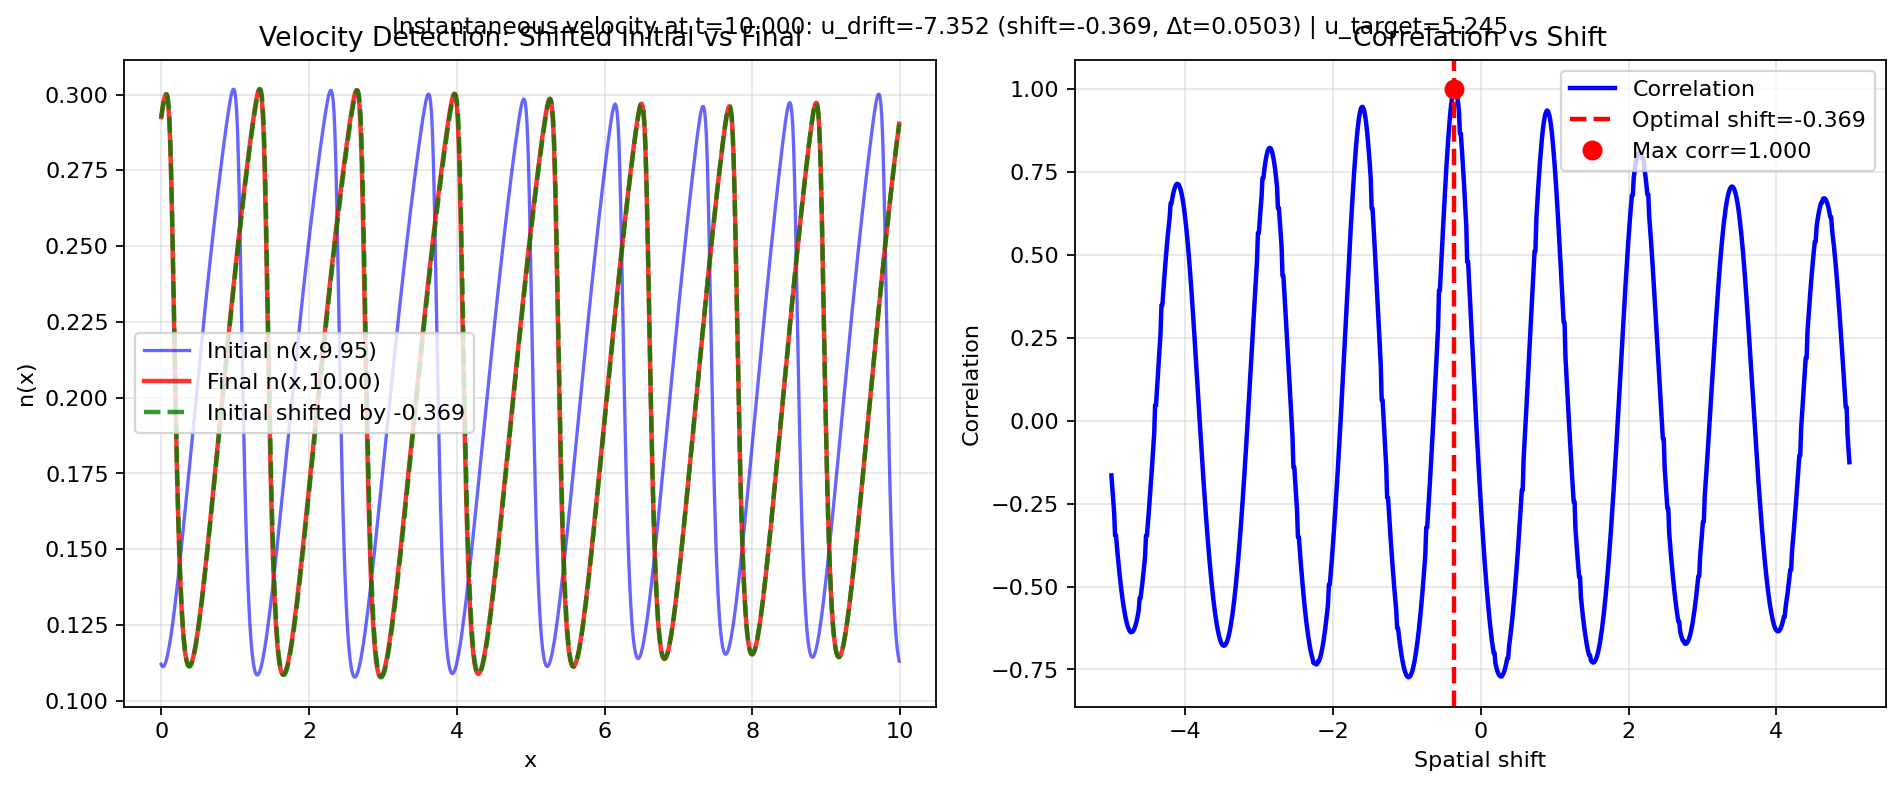 Instantaneous velocity at t=10.000: u_drift=-7.352 (shift=-0.369, Δt=0.0503) | u_target=5.245
Velocity Detection: Shifted Initial vs Final
0.300
0.275
0.250
0.225
0.200
0.175
0.150
0.125
0.100
n(x)
Initial n(x,9.95)
Final n(x,10.00)
Initial shifted by -0.369
0 2 4 6 8 10
x
Correlation vs Shift
1.00
0.75
0.50
0.25
0.00
−0.25
−0.50
−0.75
Correlation
Correlation
Optimal shift=-0.369
Max corr=1.000
−4 −2 0 2 4
Spatial shift